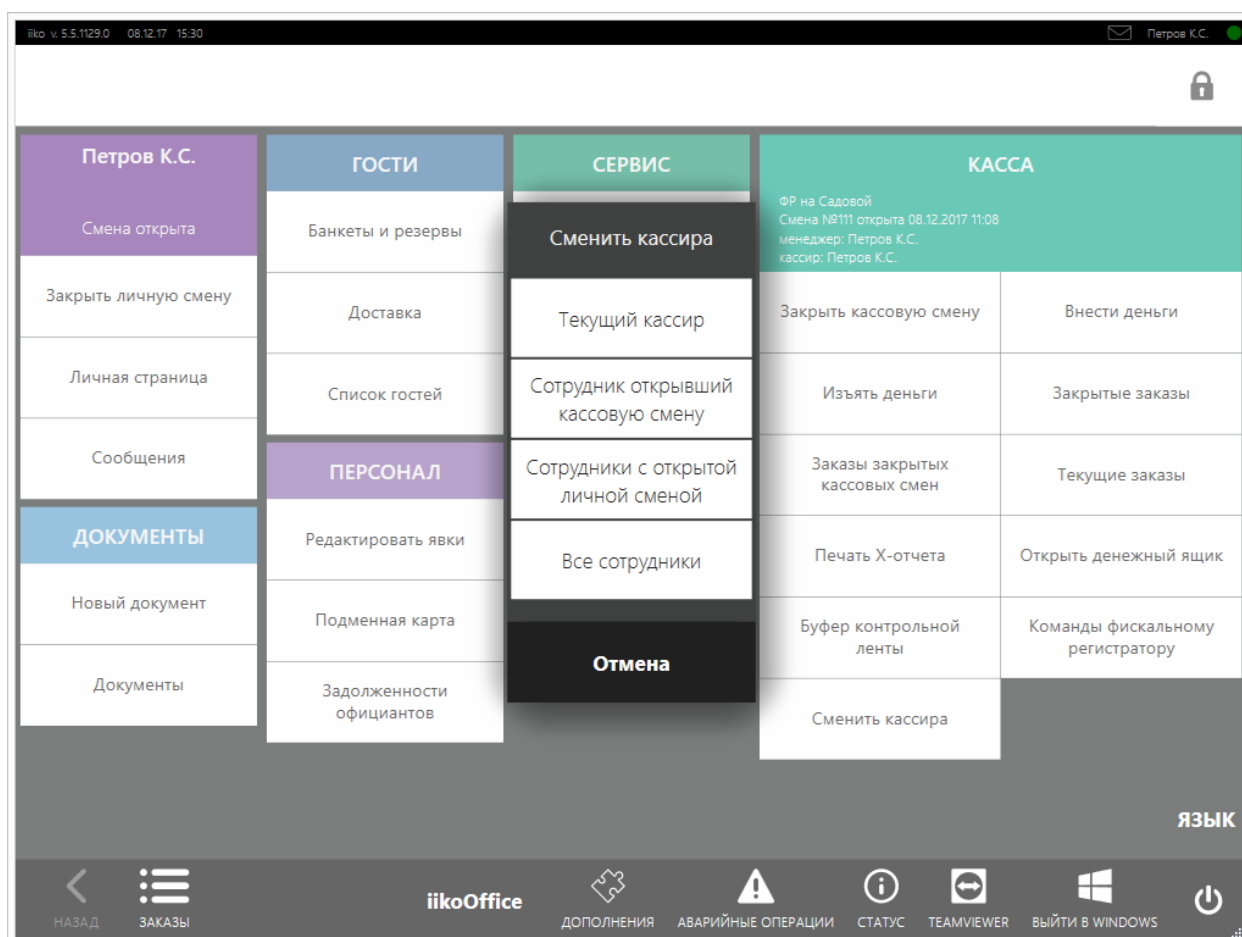 iiko v. 5.5.1129.0 08.12.17 15:30
Петров К.С.
Петров К.С.
Смена открыта
Закрыть личную смену
Личная страница
Сообщения
ДОКУМЕНТЫ
Новый документ
Документы
ГОСТИ
Банкеты и резервы
Доставка
Список гостей
ПЕРСОНАЛ
Редактировать явки
Подменная карта
Задолженности
официантов
СЕРВИС
Сменить кассира
Текущий кассир
Сотрудник открывший
кассовую смену
Сотрудники с открытой
личной сменой
Все сотрудники
Отмена
КАССА
ФР на Садовой
Смена №111 открыта 08.12.2017 11:08
менеджер: Петров К.С.
кассир: Петров К.С.
Закрыть кассовую смену
Внести деньги
Изъять деньги
Закрытые заказы
Заказы закрытых
кассовых смен
Текущие заказы
Печать X-отчета
Открыть денежный ящик
Буфер контрольной
ленты
Команды фискальному
регистратору
Сменить кассира
ЯЗЫК
НАЗАД
ЗАКАЗЫ
iikoOffice
ДОПОЛНЕНИЯ
АВАРИЙНЫЕ ОПЕРАЦИИ
СТАТУС
TEAMVIEWER
ВЫЙТИ В WINDOWS